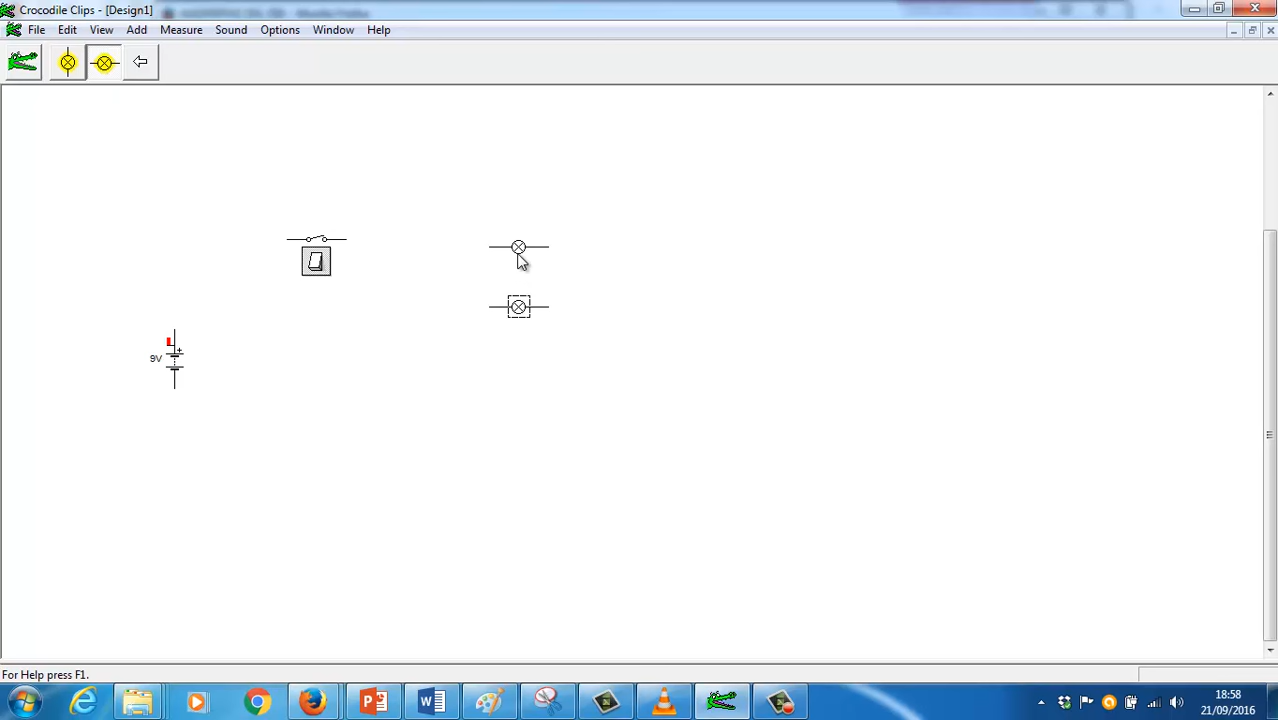 Crocodile Clips - [Design1]
File Edit View Add Measure Sound Options Window Help
9V
For Help press F1.
18:58
21/09/2016